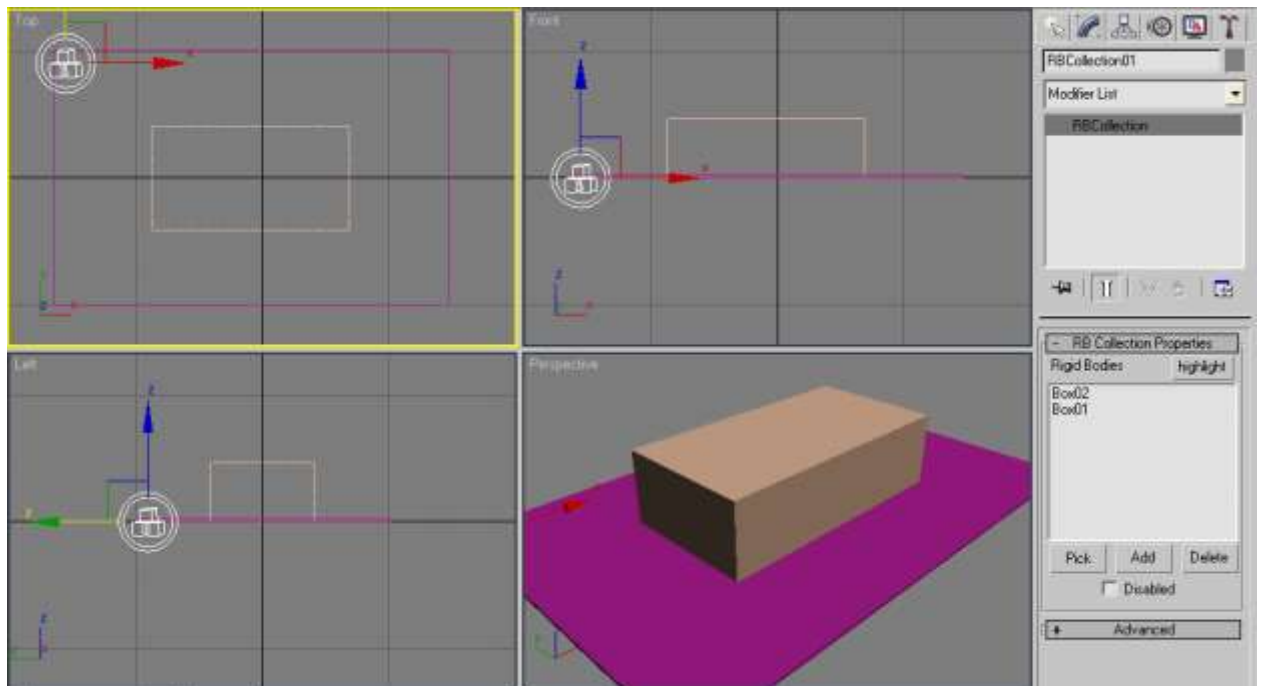 Top
Front
Left
Perspective
RBCollection01
Modifier List
RBCollection
RB Collection Properties
Rigid Bodies highlight
Box02
Box01
Pick Add Delete
Disabled
Advanced